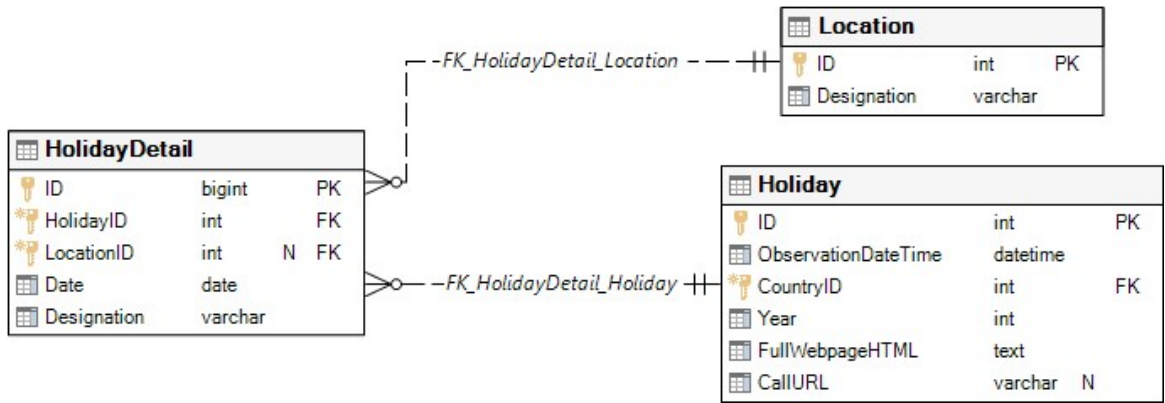 Location
ID int PK
Designation varchar
FK_HolidayDetail_Location
HolidayDetail
ID bigint PK
HolidayID int FK
LocationID int N FK
Date date
Designation varchar
FK_HolidayDetail_Holiday
Holiday
ID int PK
ObservationDateTime datetime
CountryID int FK
Year int
FullWebpageHTML text
CallURL varchar N